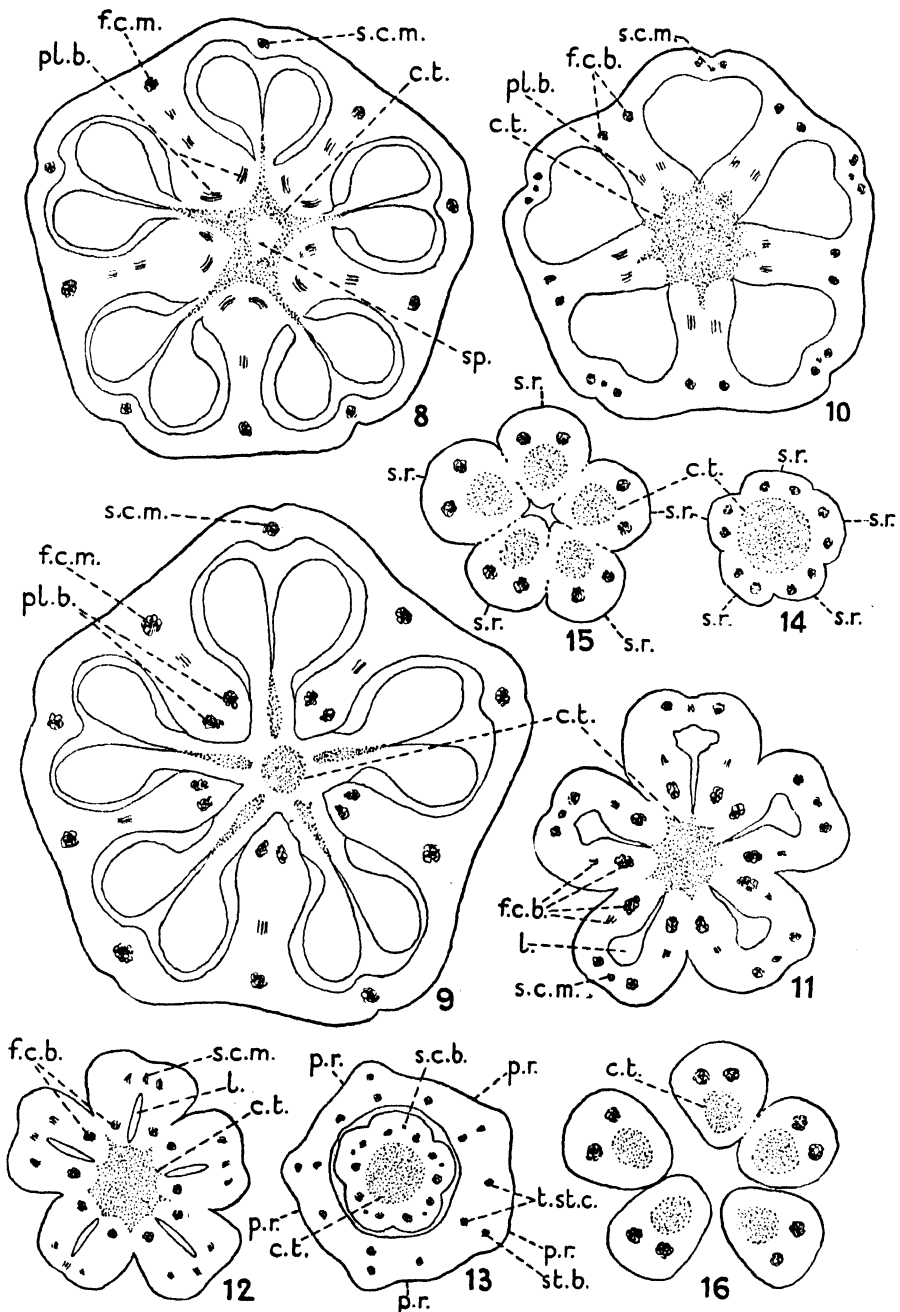 f.c.m.
s.c.m.
pl.b.
c.t.
sp.
8
s.c.m.
f.c.b.
pl.b.
c.t.
10
s.r.
s.r.
s.r.
s.r.
s.r.
15
c.t.
s.r.
s.r.
s.r.
s.r.
14
s.c.m.
f.c.m.
pl.b.
9
c.t.
f.c.b.
l.
s.c.m.
11
f.c.b.
s.c.m.
l.
c.t.
12
p.r.
s.c.b.
p.r.
t.st.c.
p.r.
c.t.
p.r.
st.b.
p.r.
13
c.t.
16